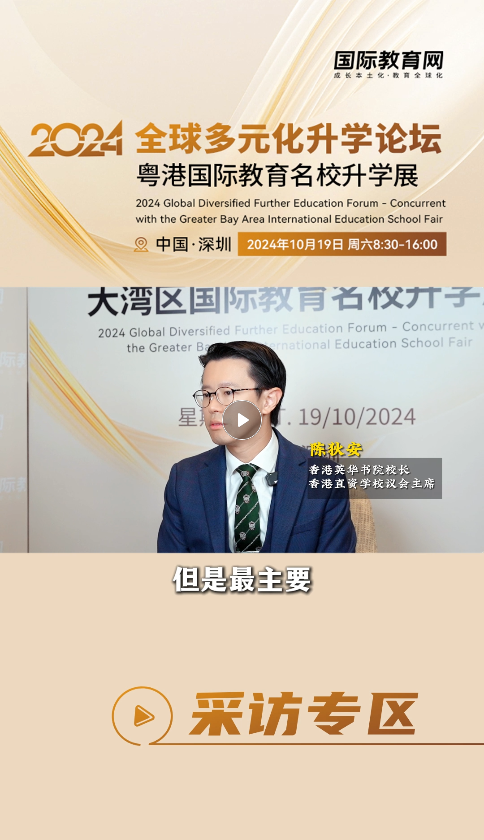 国际教育网
成长本土化·教育全球化
2024 全球多元化升学论坛
粤港国际教育名校升学展
2024 Global Diversified Further Education Forum - Concurrent
with the Greater Bay Area International Education School Fair
中国·深圳 2024年10月19日 周六8:30-16:00
大湾区国际教育名校升学
2024 Global Diversified Further Education Forum - Concurrent w
the Greater Bay International Education School Fair
星 T. 19/10/2024
陈狄安
香港英华书院校长
香港直资学校议会主席
但是最主要
采访专区